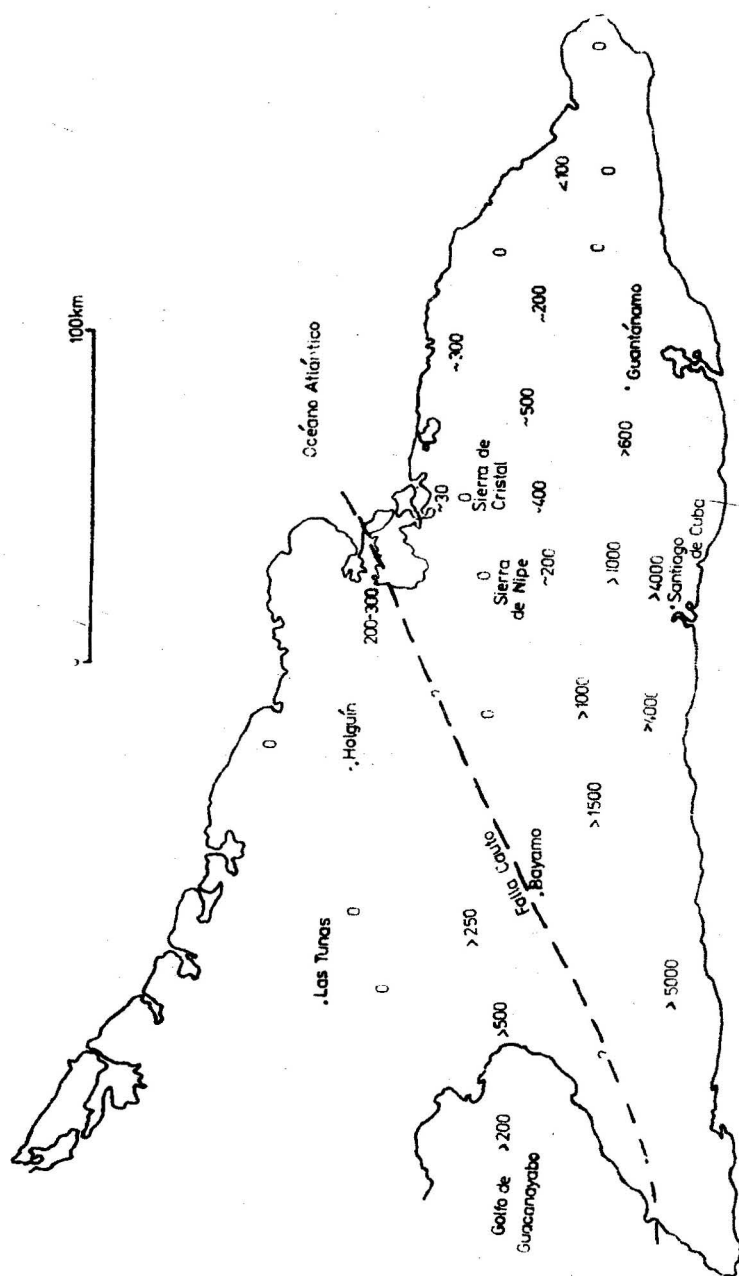 100km
0
Océano Atlántico
Las Tunas
Holguín
0
200-300
0
?
~30
~300
0
>250
Sierra de
Cristal
0
0
0
Golfo de
Guacanayabo
>200
>500
Sierra
de Nipe
Falla Cauto
~500
~200
~400
Bayamo
~200
<100
>1000
>1500
0
0
?
0
>1000
>600
Guantánamo
>4000
>4000
>5000
Santiago
de Cuba